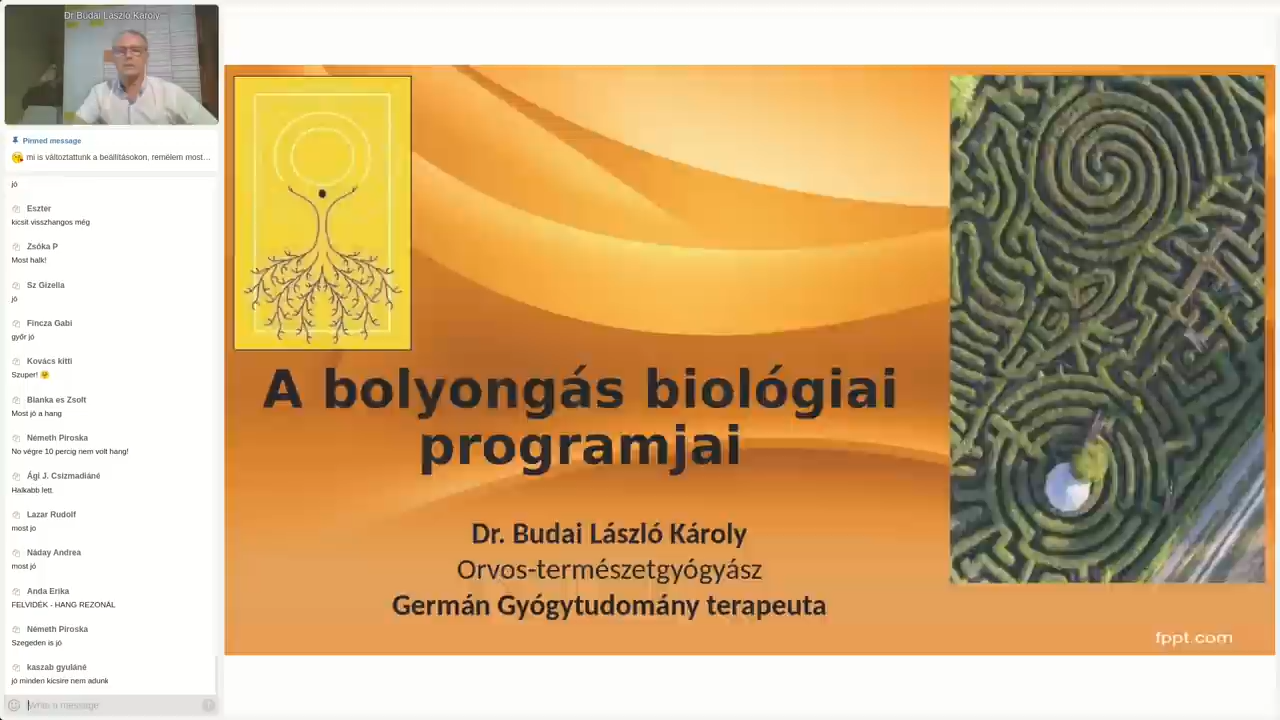 Dr Budai László Károly
Pinned message
mi is változtattunk a beállításokon, remélem most...
jó
Eszter
kicsit visszhangos még
Zsóka P
Most halk!
Sz Gizella
jó
Fincza Gabi
győr jó
Kovács kitti
Szuper! 🤗
Blanka es Zsolt
Most jó a hang
Németh Piroska
No végre 10 percig nem volt hang!
Ági J. Csizmadiáné
Halkabb lett.
Lazar Rudolf
most jo
Náday Andrea
most jó
Anda Erika
FELVIDÉK - HANG REZONÁL
Németh Piroska
Szegeden is jó
kaszab gyuláné
jó minden kicsire nem adunk
Write a message
A bolyongás biológiai
programjai
Dr. Budai László Károly
Orvos-természetgyógyász
Germán Gyógytudomány terapeuta
fppt.com